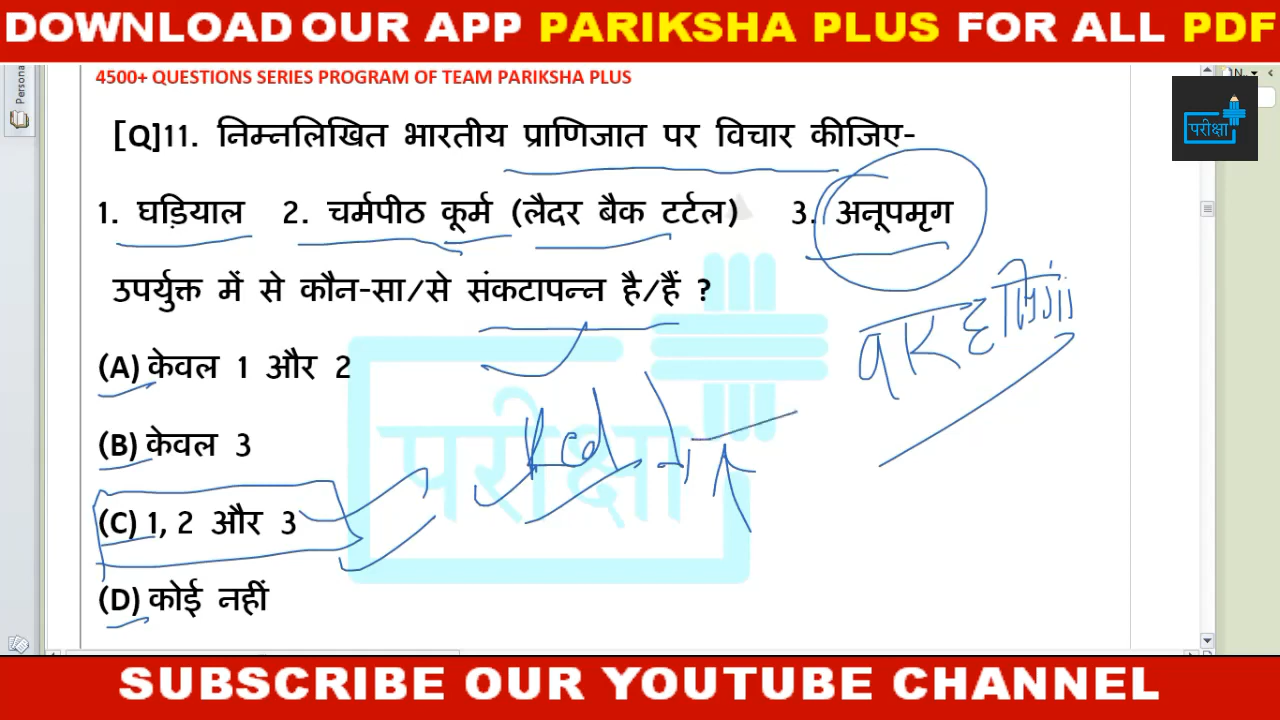 DOWNLOAD OUR APP PARIKSHA PLUS FOR ALL PDF
Persona
4500+ QUESTIONS SERIES PROGRAM OF TEAM PARIKSHA PLUS
परीक्षा
[Q]11. निम्नलिखित भारतीय प्राणिजात पर विचार कीजिए-
1. घड़ियाल 2. चर्मपीठ कूर्म (लैदर बैक टर्टल) 3. अनूपमृग
उपर्युक्त में से कौन-सा/से संकटापन्न है/हैं ?
(A) केवल 1 और 2
(B) केवल 3
(C) 1, 2 और 3
(D) कोई नहीं
परीक्षा
SUBSCRIBE OUR YOUTUBE CHANNEL